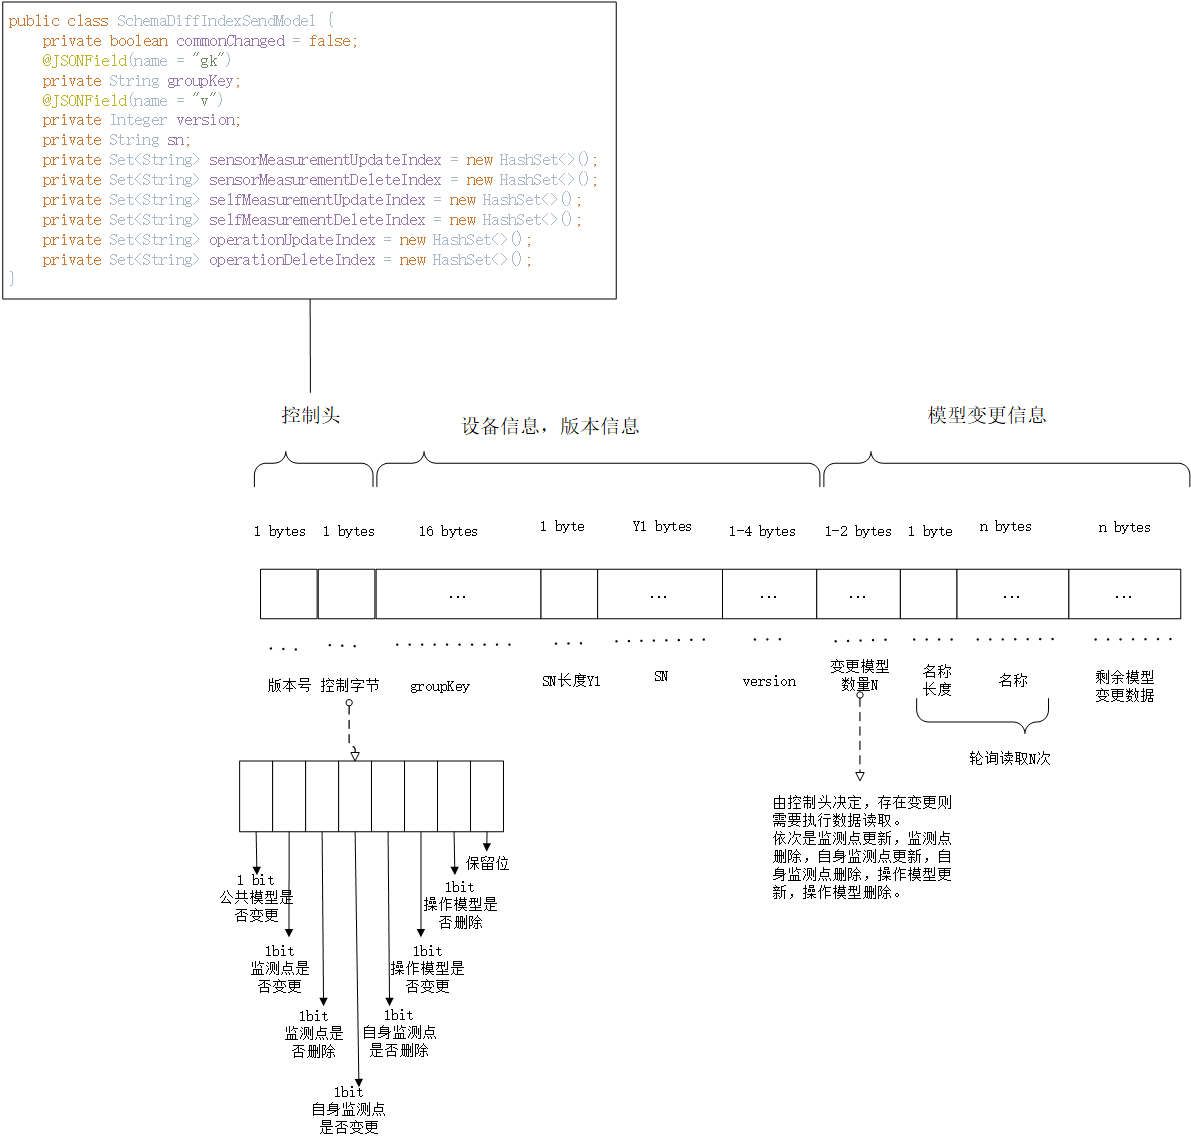 public class SchemaDiffIndexSendModel {
private boolean commonChanged = false;
@JSONField(name = "gk")
private String groupKey;
@JSONField(name = "v")
private Integer version;
private String sn;
private Set<String> sensorMeasurementUpdateIndex = new HashSet<>();
private Set<String> sensorMeasurementDeleteIndex = new HashSet<>();
private Set<String> selfMeasurementUpdateIndex = new HashSet<>();
private Set<String> selfMeasurementDeleteIndex = new HashSet<>();
private Set<String> operationUpdateIndex = new HashSet<>();
private Set<String> operationDeleteIndex = new HashSet<>();
}
控制头
设备信息，版本信息
模型变更信息
1 bytes
1 bytes
16 bytes
1 byte
Y1 bytes
1-4 bytes
1-2 bytes
1 byte
n bytes
n bytes
...
...
...
...
...
...
版本号
控制字节
groupKey
SN长度Y1
SN
version
变更模型
数量N
名称
长度
名称
剩余模型
变更数据
轮询读取N次
由控制头决定，存在变更则
需要执行数据读取。
依次是监测点更新，监测点
删除，自身监测点更新，自
身监测点删除，操作模型更
新，操作模型删除。
1 bit
公共模型是
否变更
1bit
监测点是
否变更
1bit
监测点是
否删除
1bit
自身监测点
是否变更
1bit
自身监测点
是否删除
1bit
操作模型是
否变更
1bit
操作模型是
否删除
保留位